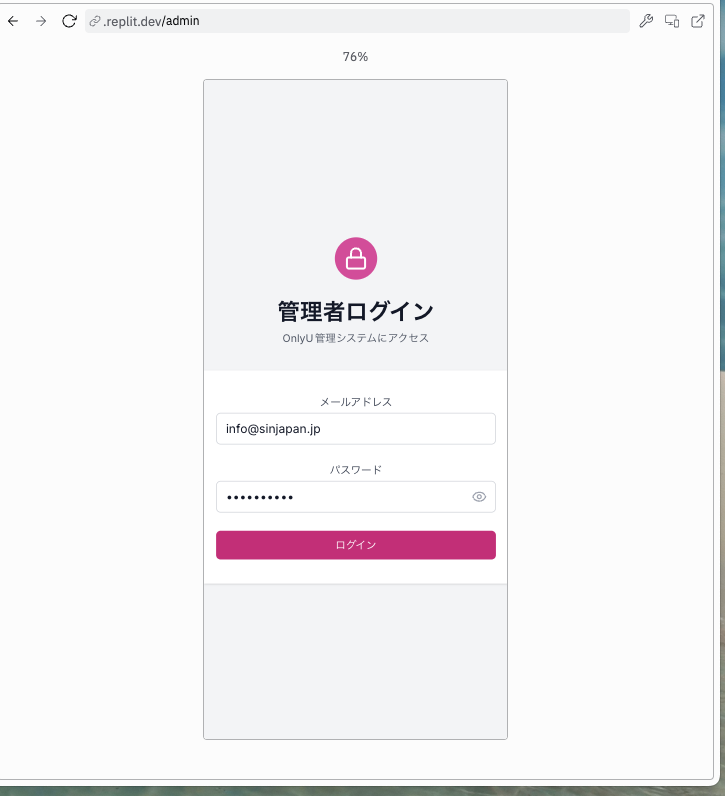 .replit.dev/admin
76%
管理者ログイン
OnlyU管理システムにアクセス
メールアドレス
info@sinjapan.jp
パスワード
••••••••••
ログイン